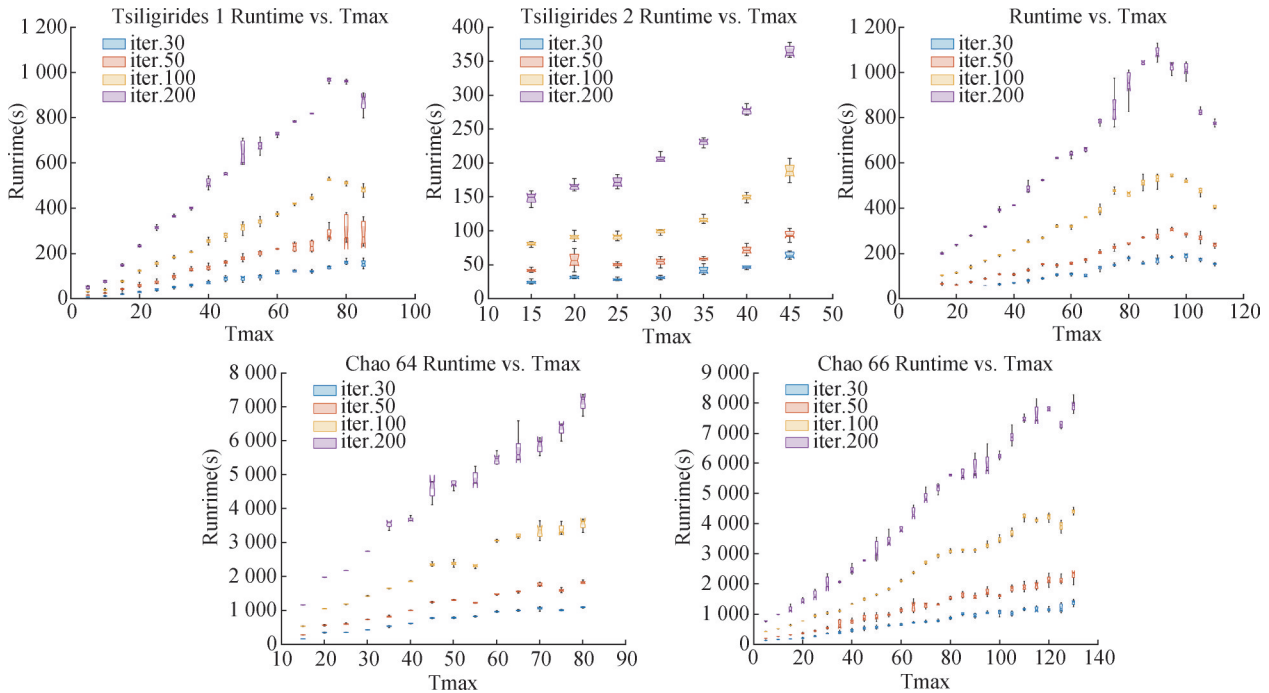 Tsiligirides 1 Runtime vs. Tmax
1 200
1 000
800
600
400
200
0
Runrime(s)
iter.30
iter.50
iter.100
iter.200
0 20 40 60 80 100
Tmax
Tsiligirides 2 Runtime vs. Tmax
400
350
300
250
200
150
100
50
0
Runrime(s)
iter.30
iter.50
iter.100
iter.200
10 15 20 25 30 35 40 45 50
Tmax
Runtime vs. Tmax
1 200
1 000
800
600
400
200
0
Runrime(s)
iter.30
iter.50
iter.100
iter.200
0 20 40 60 80 100 120
Tmax
Chao 64 Runtime vs. Tmax
8 000
7 000
6 000
5 000
4 000
3 000
2 000
1 000
0
Runrime(s)
iter.30
iter.50
iter.100
iter.200
10 20 30 40 50 60 70 80 90
Tmax
Chao 66 Runtime vs. Tmax
9 000
8 000
7 000
6 000
5 000
4 000
3 000
2 000
1 000
0
Runrime(s)
iter.30
iter.50
iter.100
iter.200
0 20 40 60 80 100 120 140
Tmax